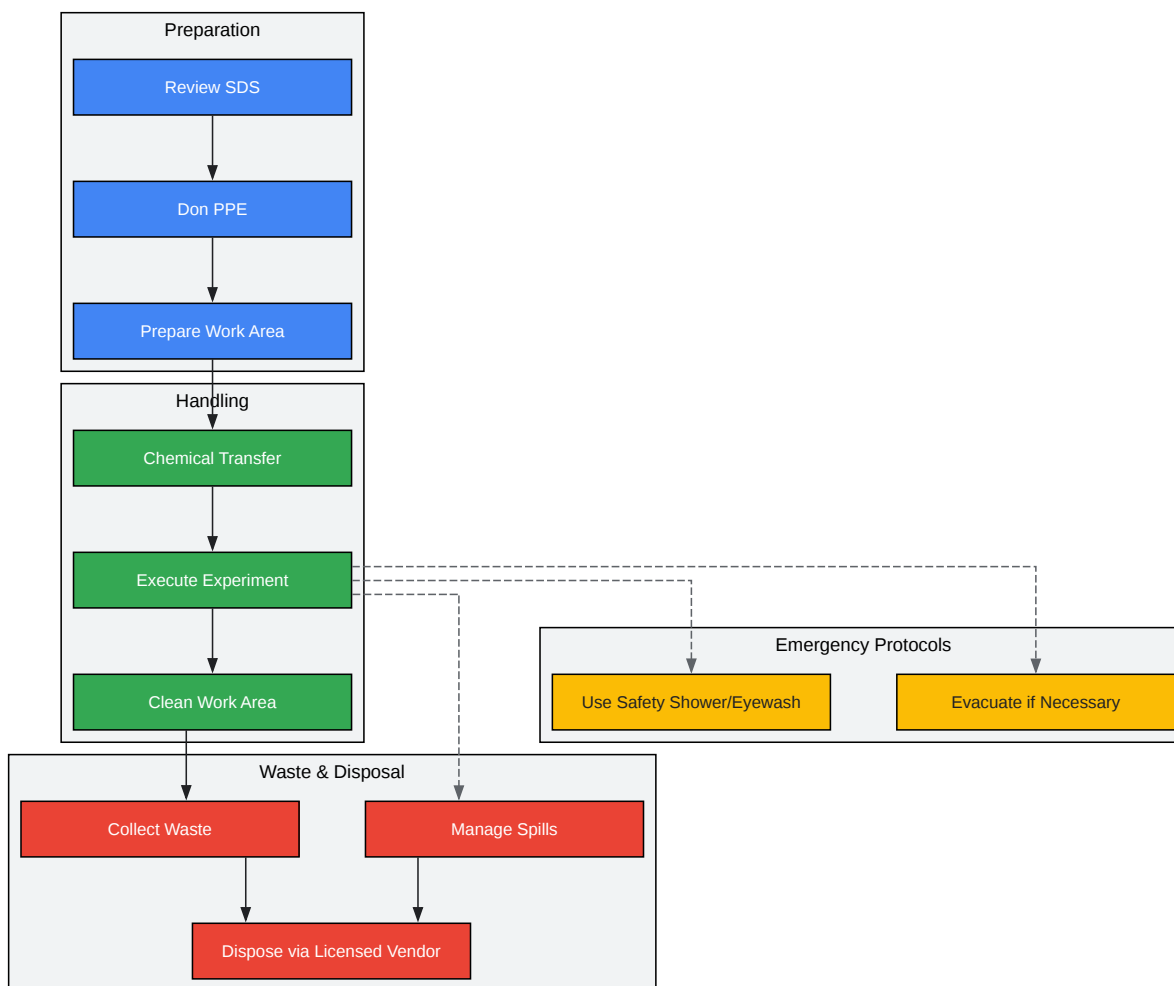 Preparation
Review SDS
Don PPE
Prepare Work Area
Handling
Chemical Transfer
Execute Experiment
Clean Work Area
Emergency Protocols
Use Safety Shower/Eyewash
Evacuate if Necessary
Waste & Disposal
Collect Waste
Manage Spills
Dispose via Licensed Vendor